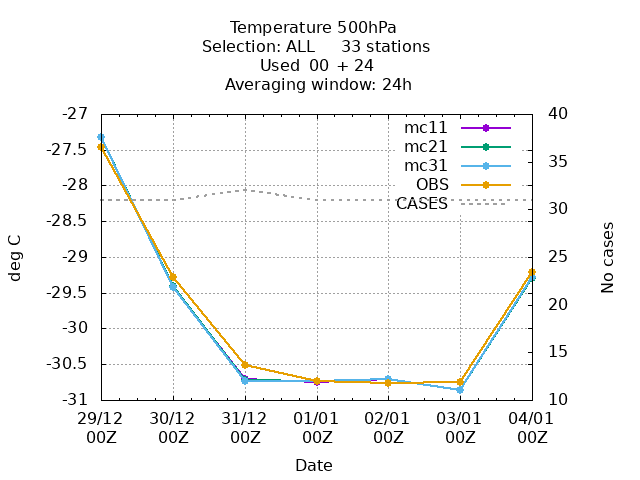 Temperature 500hPa
Selection: ALL 33 stations
Used 00 + 24
Averaging window: 24h
-27
-27.5
-28
-28.5
-29
-29.5
-30
-30.5
-31
deg C
40
35
30
25
20
15
10
No cases
mc11
mc21
mc31
OBS
CASES
29/12 30/12 31/12 01/01 02/01 03/01 04/01
00Z 00Z 00Z 00Z 00Z 00Z 00Z
Date